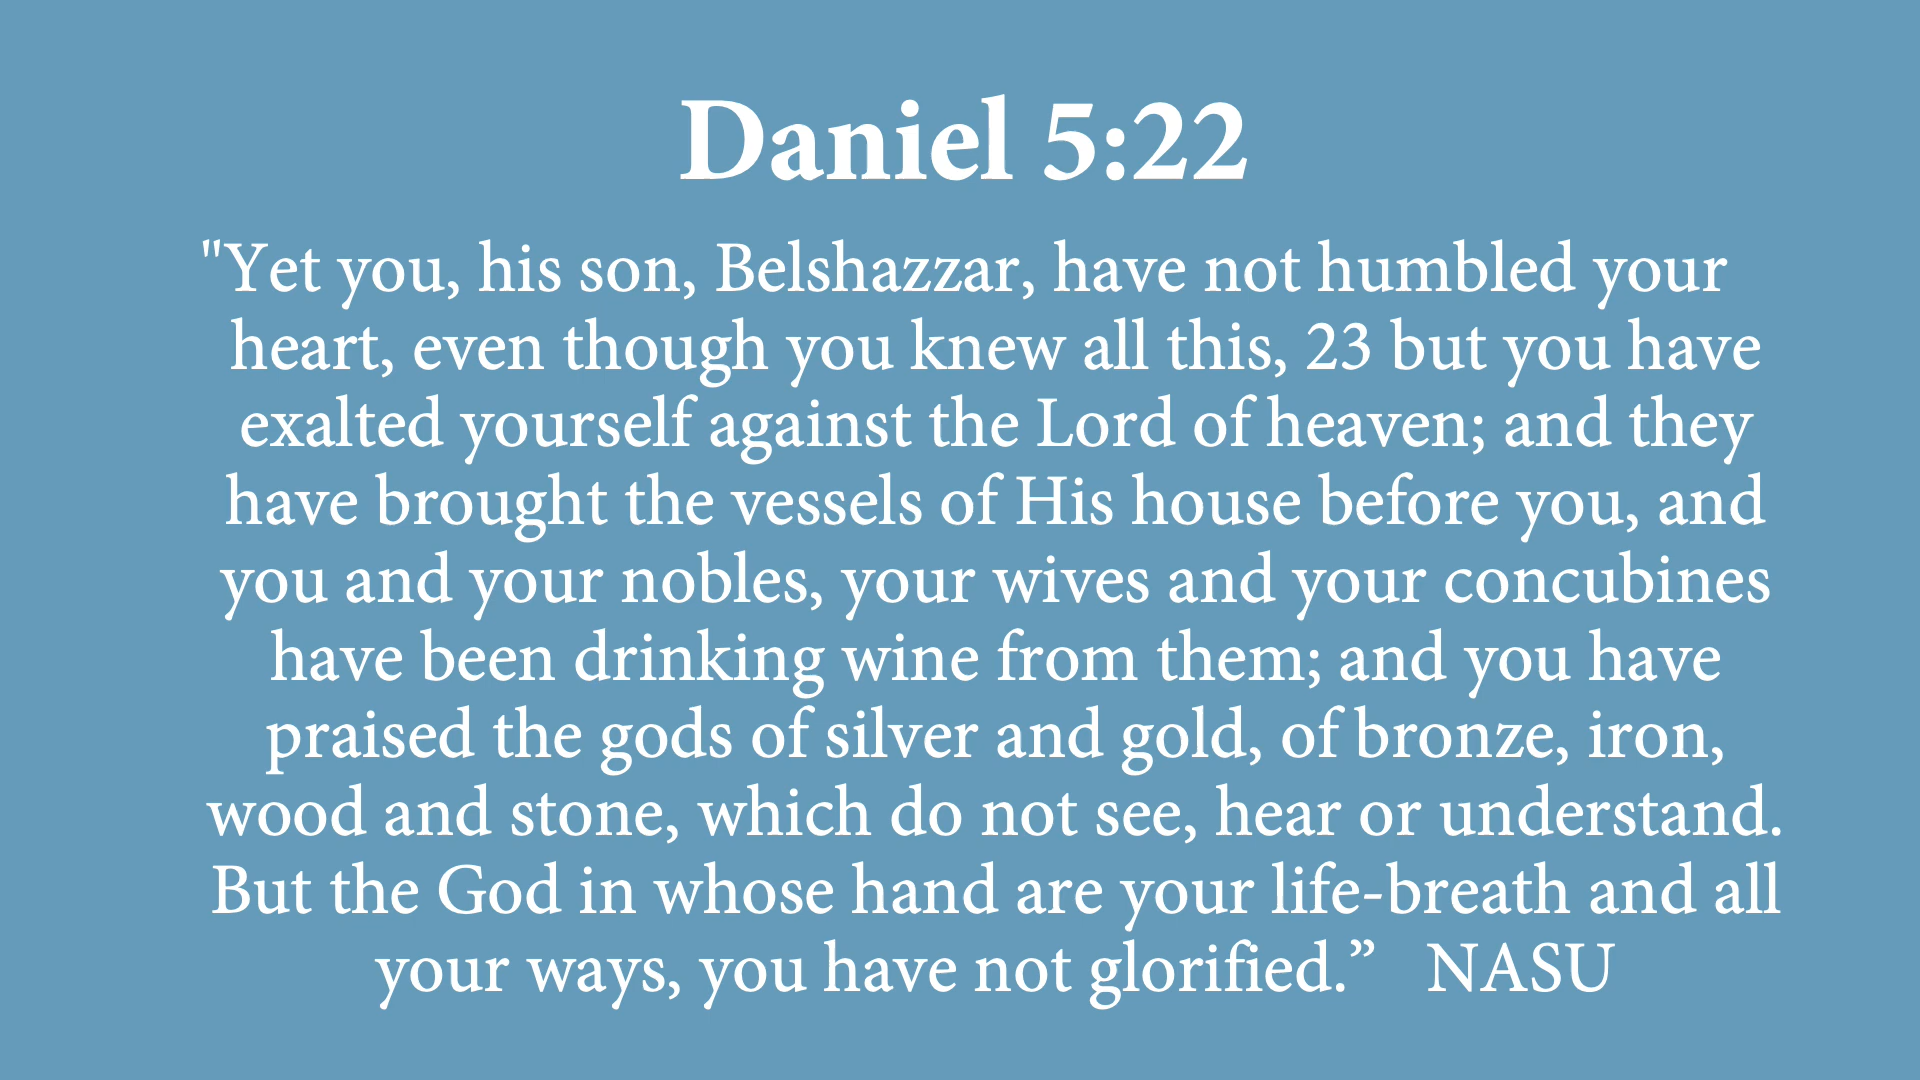 Daniel 5:22
"Yet you, his son, Belshazzar, have not humbled your
heart, even though you knew all this, 23 but you have
exalted yourself against the Lord of heaven; and they
have brought the vessels of His house before you, and
you and your nobles, your wives and your concubines
have been drinking wine from them; and you have
praised the gods of silver and gold, of bronze, iron,
wood and stone, which do not see, hear or understand.
But the God in whose hand are your life-breath and all
your ways, you have not glorified.”   NASU